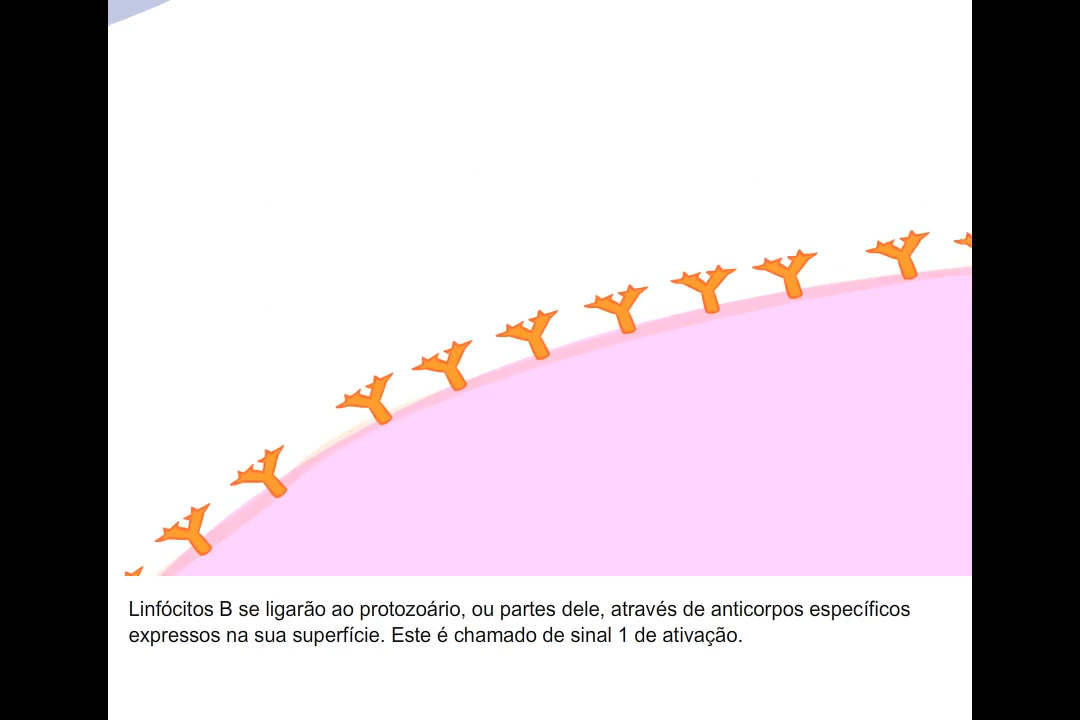 Linfócitos B se ligarão ao protozoário, ou partes dele, através de anticorpos específicos
expressos na sua superfície. Este é chamado de sinal 1 de ativação.